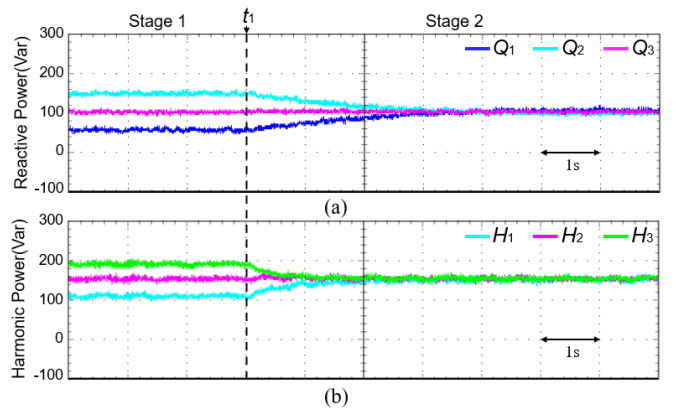 Stage 1 t1 Stage 2
(a)
Reactive Power(Var)
300
200
100
0
-100
Q1 Q2 Q3
1s
(a)
Harmonic Power(Var)
300
200
100
0
-100
H1 H2 H3
1s
(b)